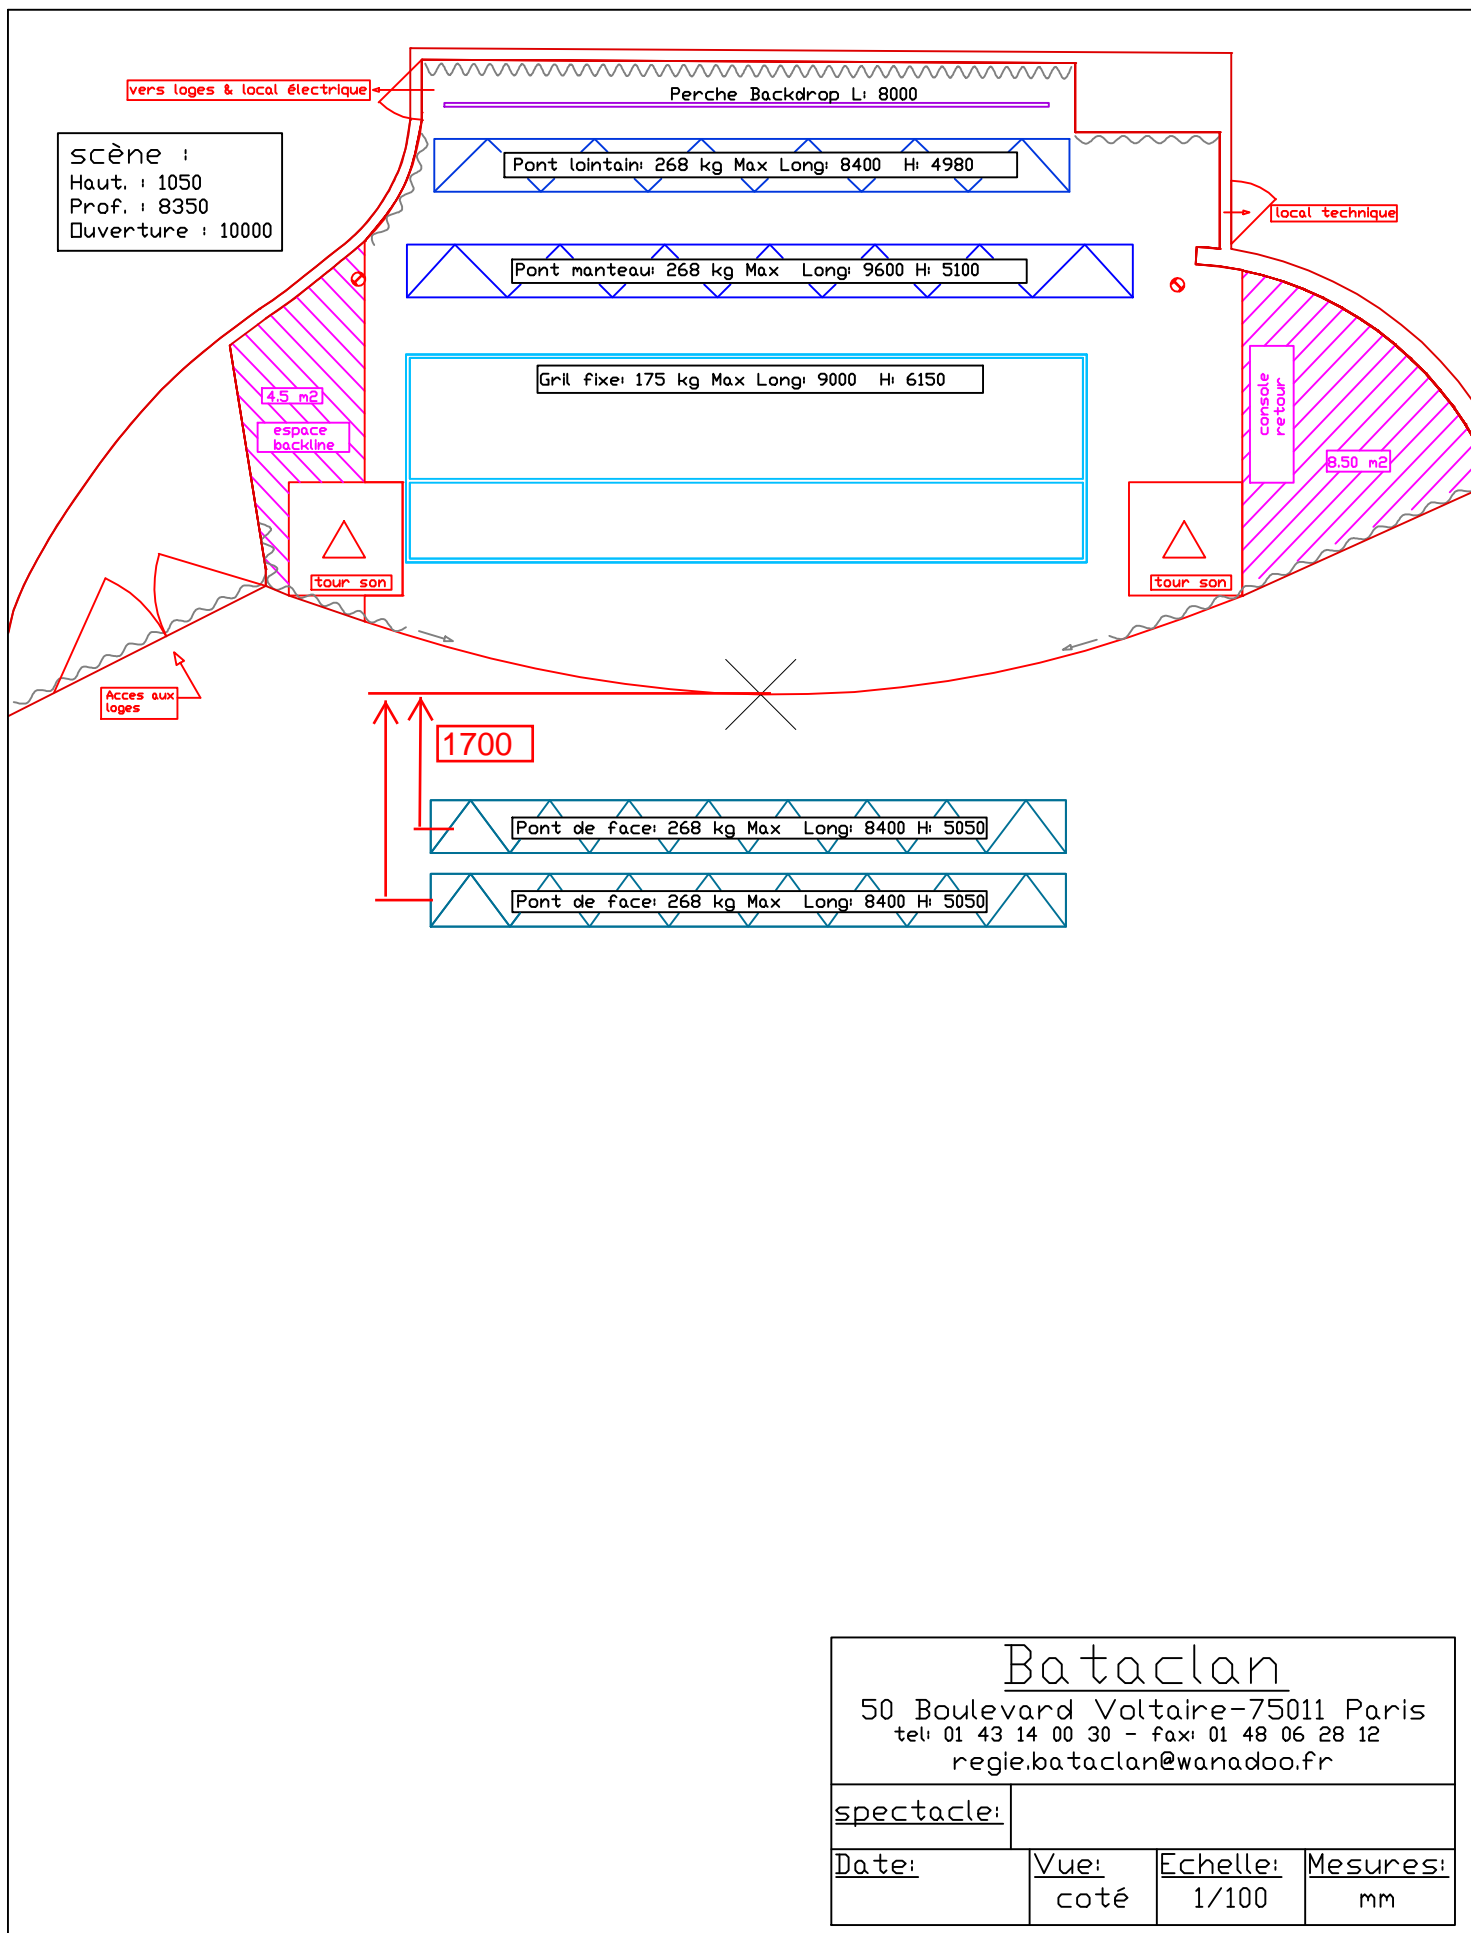 vers loges & local électrique
Perche Backdrop L: 8000
scène :
Haut. : 1050
Prof. : 8350
Ouverture : 10000
Pont lointain: 268 kg Max Long: 8400 H: 4980
local technique
Pont manteau: 268 kg Max Long: 9600 H: 5100
Gril fixe: 175 kg Max Long: 9000 H: 6150
4.5 m2
espace
backline
console
retour
8.50 m2
tour son
tour son
Acces aux
loges
1700
Pont de face: 268 kg Max Long: 8400 H: 5050
Pont de face: 268 kg Max Long: 8400 H: 5050
Bataclan
50 Boulevard Voltaire-75011 Paris
tel: 01 43 14 00 30 - fax: 01 48 06 28 12
regie.bataclan@wanadoo.fr
spectacle:
Date:
Vue:
coté
Echelle:
1/100
Mesures:
mm